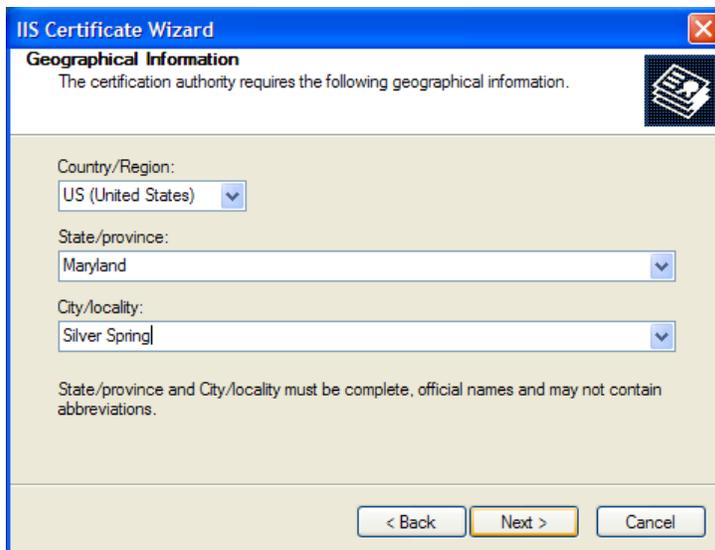 IIS Certificate Wizard
Geographical Information
The certification authority requires the following geographical information.
Country/Region:
US (United States)
State/province:
Maryland
City/locality:
Silver Spring
State/province and City/locality must be complete, official names and may not contain
abbreviations.
< Back
Next >
Cancel